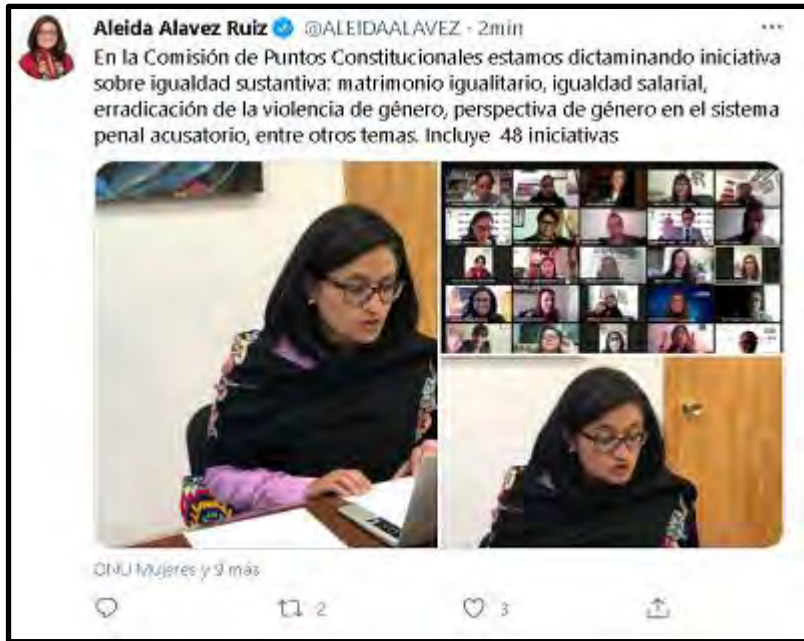 Aleida Alavez Ruiz @ALEIDAALAVEZ · 2min
En la Comisión de Puntos Constitucionales estamos dictaminando iniciativa
sobre igualdad sustantiva: matrimonio igualitario, igualdad salarial,
erradicación de la violencia de género, perspectiva de género en el sistema
penal acusatorio, entre otros temas. Incluye 48 iniciativas
ONU Mujeres y 9 más
2 3